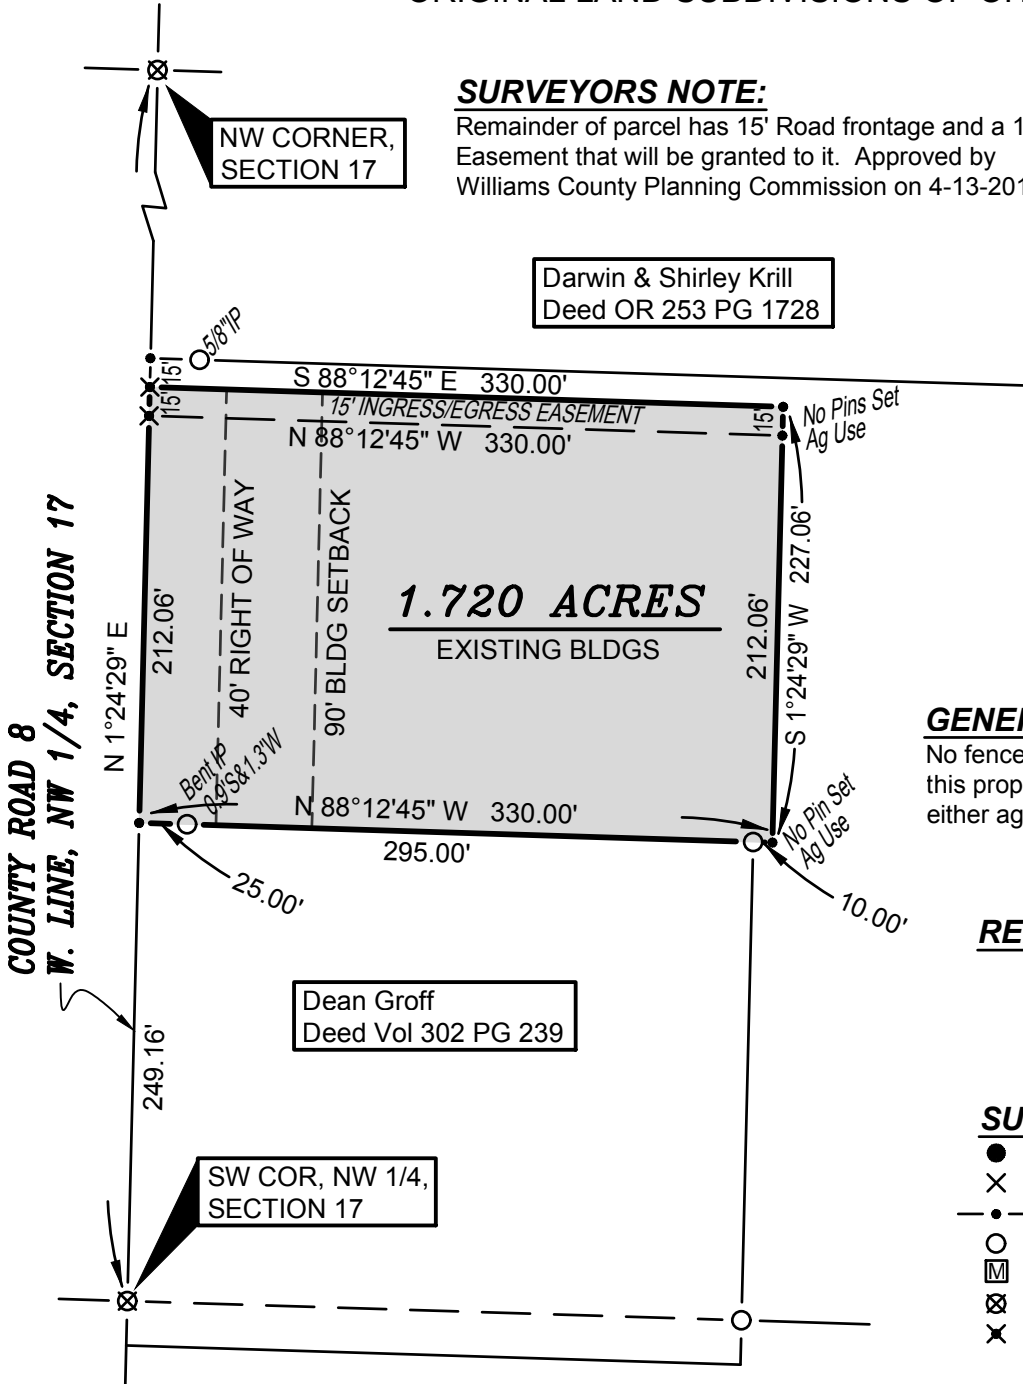 SURVEYORS NOTE:
Remainder of parcel has 15' Road frontage and a 1
Easement that will be granted to it. Approved by
Williams County Planning Commission on 4-13-201
NW CORNER,
SECTION 17
Darwin & Shirley Krill
Deed OR 253 PG 1728
5/8"IP
15'
15'
S 88°12'45" E 330.00'
15' INGRESS/EGRESS EASEMENT
N 88°12'45" W 330.00'
15'
No Pins Set
Ag Use
COUNTY ROAD 8
W. LINE, NW 1/4, SECTION 17
N 1°24'29" E
212.06'
40' RIGHT OF WAY
90' BLDG SETBACK
1.720 ACRES
EXISTING BLDGS
212.06'
S 1°24'29" W 227.06'
Bent IP
0.9'S&1.3'W
N 88°12'45" W 330.00'
295.00'
25.00'
No Pin Set
Ag Use
10.00'
GENE
No fence
this prop
either ag
RE
Dean Groff
Deed Vol 302 PG 239
249.16'
SW COR, NW 1/4,
SECTION 17
SU
M